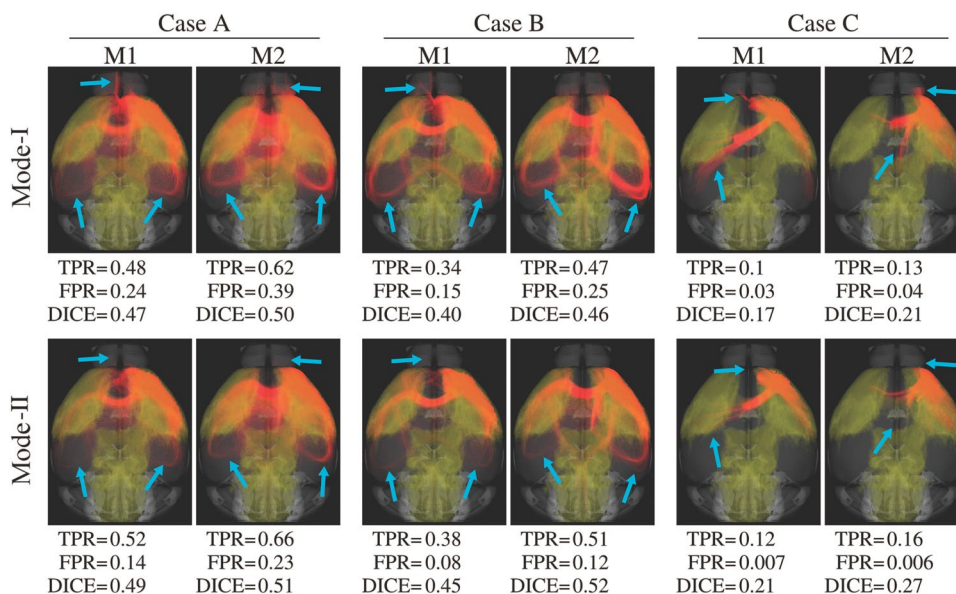 Case A Case B Case C
M1 M2 M1 M2 M1 M2
Mode-I
TPR=0.48 TPR=0.62 TPR=0.34 TPR=0.47 TPR=0.1 TPR=0.13
FPR=0.24 FPR=0.39 FPR=0.15 FPR=0.25 FPR=0.03 FPR=0.04
DICE=0.47 DICE=0.50 DICE=0.40 DICE=0.46 DICE=0.17 DICE=0.21
Mode-II
TPR=0.52 TPR=0.66 TPR=0.38 TPR=0.51 TPR=0.12 TPR=0.16
FPR=0.14 FPR=0.23 FPR=0.08 FPR=0.12 FPR=0.007 FPR=0.006
DICE=0.49 DICE=0.51 DICE=0.45 DICE=0.52 DICE=0.21 DICE=0.27